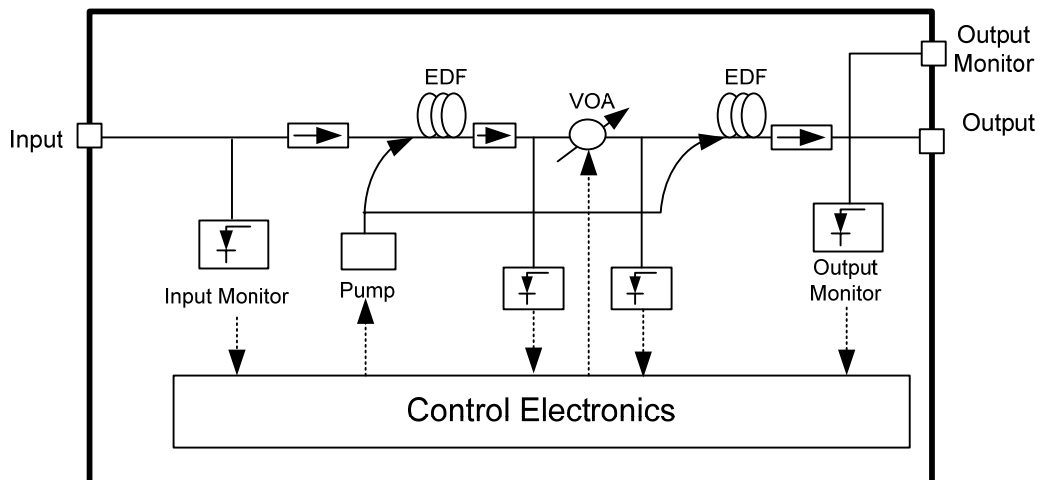 Output
Monitor
EDF
EDF
VOA
Input
Output
Input Monitor
Pump
Output
Monitor
Control Electronics